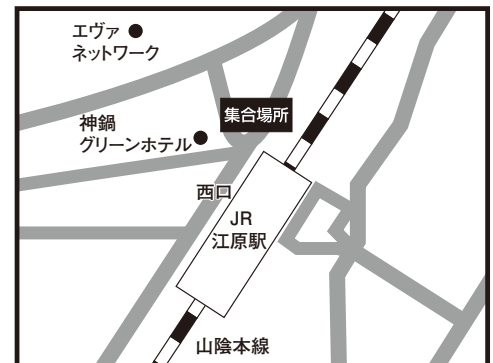 エヴァ
ネットワーク
集合場所
神鍋
グリーンホテル
西口
JR
江原駅
山陰本線